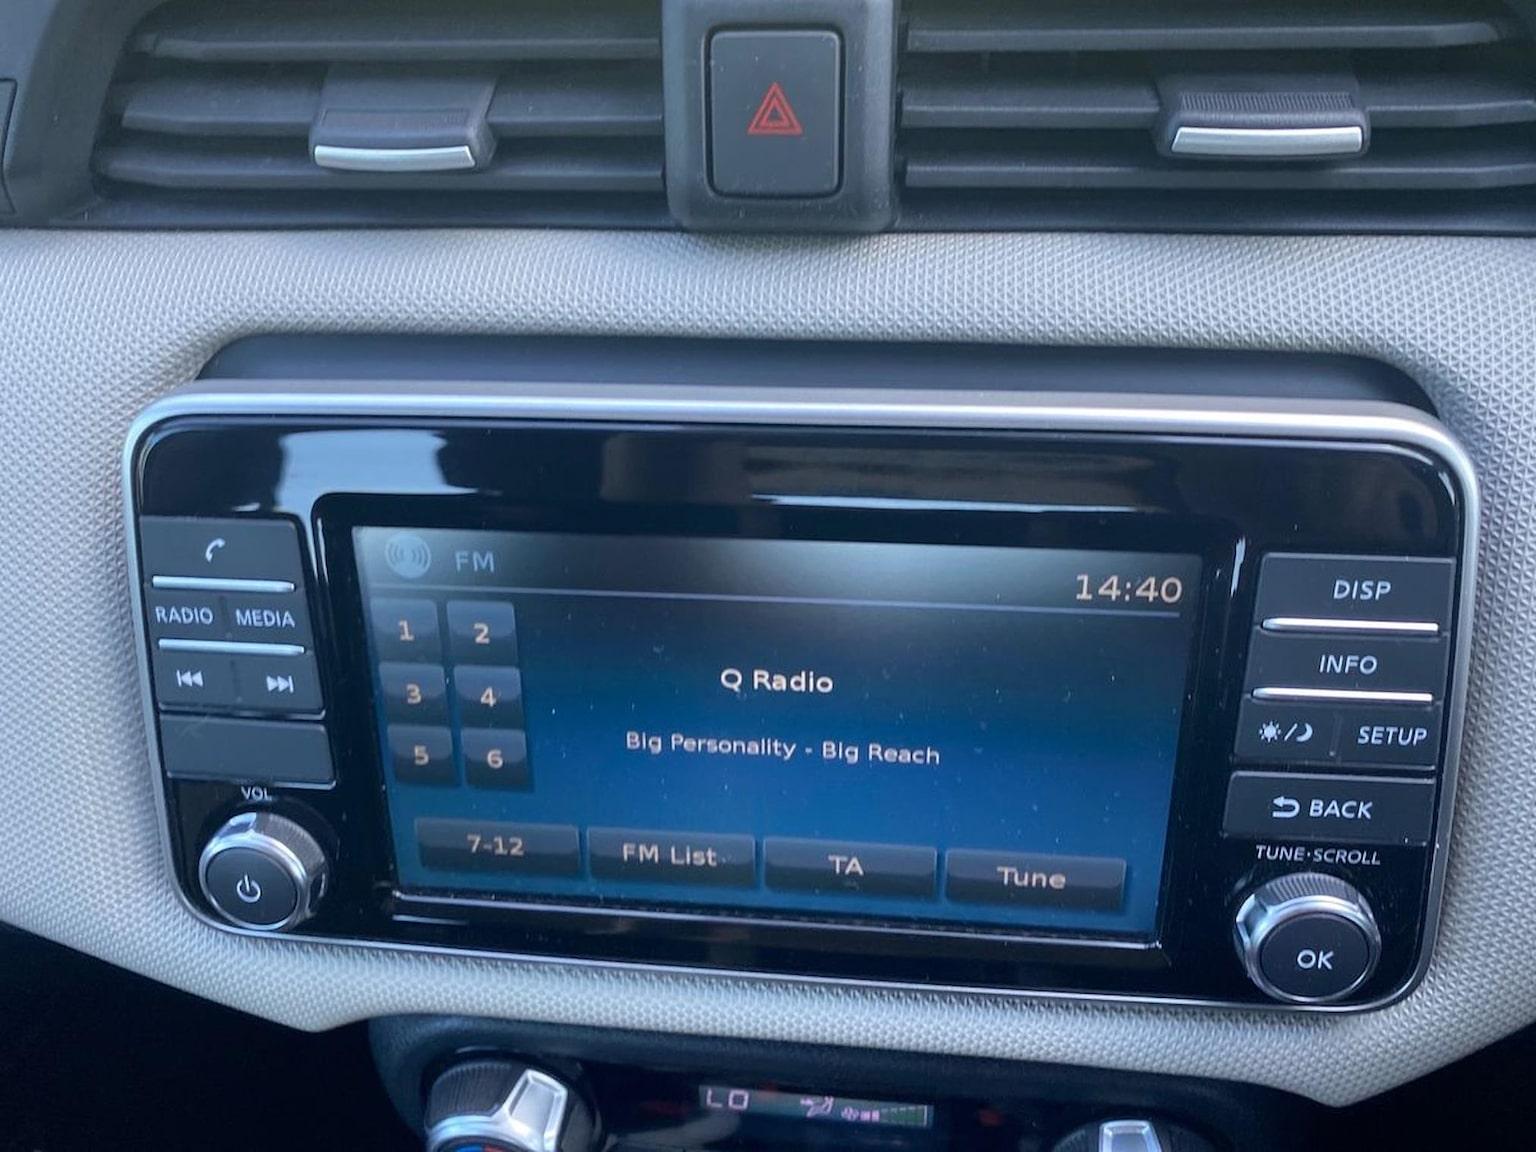 FM
14:40
1 2
3 4
5 6
Q Radio
Big Personality - Big Reach
7-12 FM List TA Tune
RADIO MEDIA
VOL
DISP
INFO
SETUP
BACK
TUNE·SCROLL
OK
LO